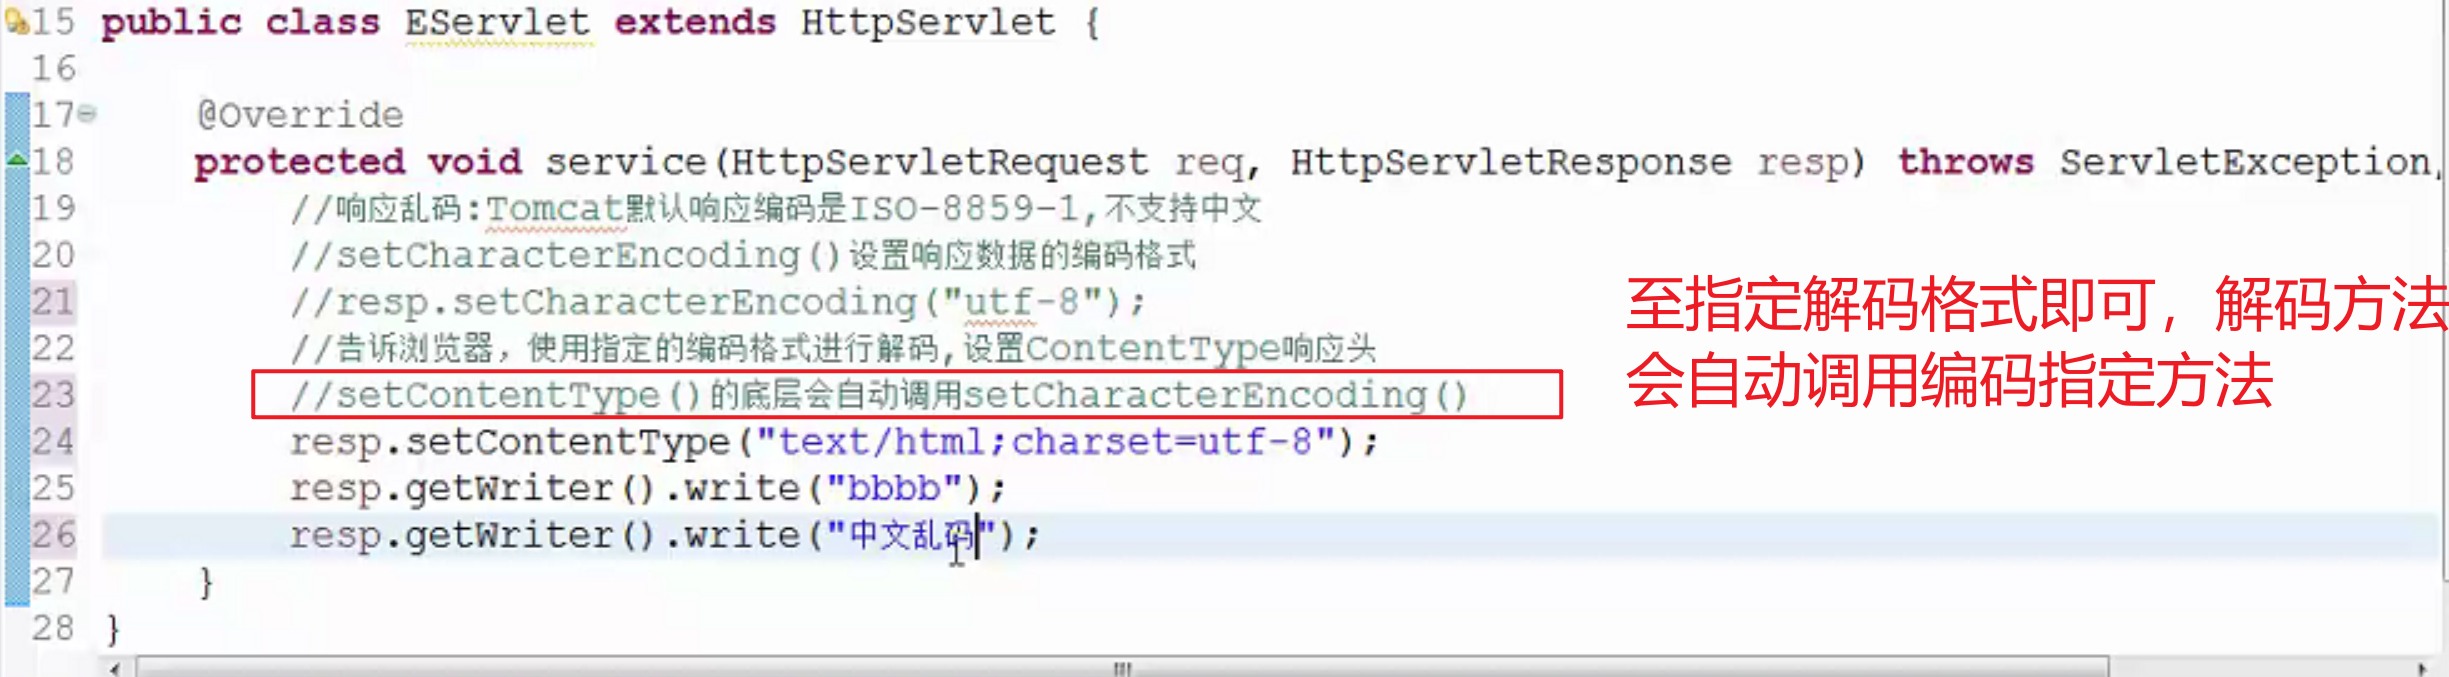 15 public class EServlet extends HttpServlet {
16
17 @Override
18 protected void service(HttpServletRequest req, HttpServletResponse resp) throws ServletException,
19 //响应乱码:Tomcat默认响应编码是ISO-8859-1,不支持中文
20 //setCharacterEncoding()设置响应数据的编码格式
21 //resp.setCharacterEncoding("utf-8");
22 //告诉浏览器，使用指定的编码格式进行解码,设置ContentType响应头
23 //setContentType()的底层会自动调用setCharacterEncoding()
24 resp.setContentType("text/html;charset=utf-8");
25 resp.getWriter().write("bbbb");
26 resp.getWriter().write("中文乱码");
27 }
28 }
至指定解码格式即可，解码方法
会自动调用编码指定方法